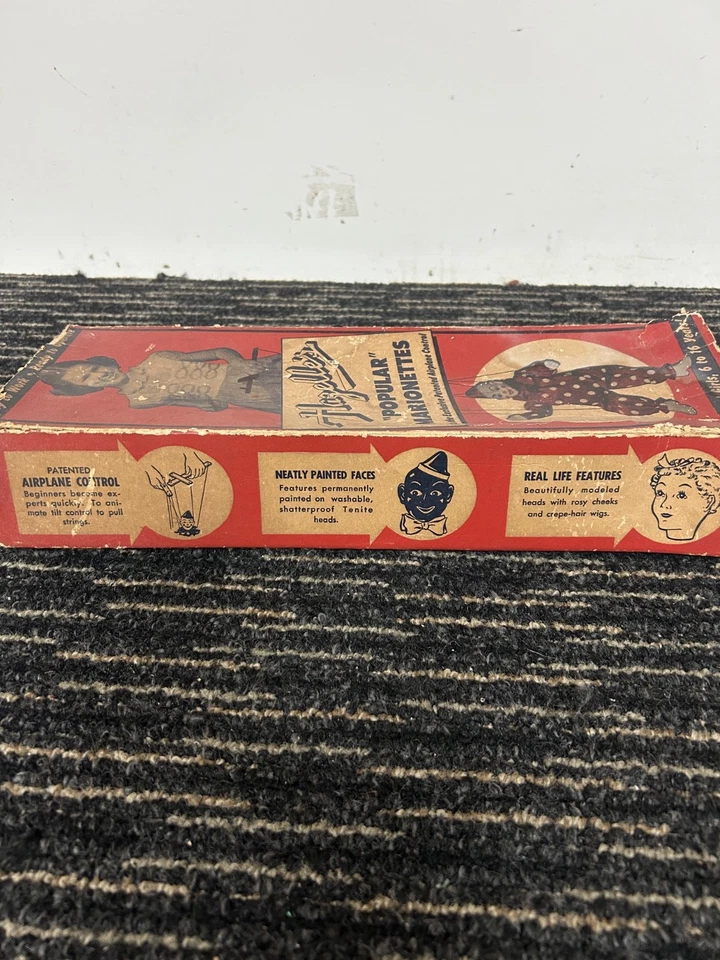 Hazelle's
"POPULAR"
MARIONETTES
PATENTED
AIRPLANE CONTROL
Beginners become ex-
perts quickly. To ani-
mate tilt control to pull
strings.
NEATLY PAINTED FACES
Features permanently
painted on washable,
shatterproof Tenite
heads.
REAL LIFE FEATURES
Beautifully modeled
heads with rosy cheeks
and crepe-hair wigs.